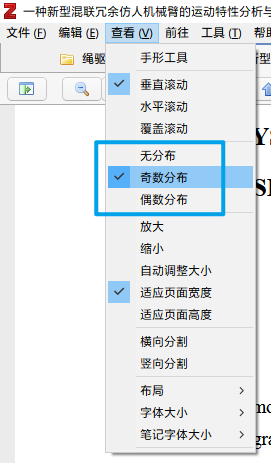 一种新型混联冗余仿人机械臂的运动特性分析与
文件 (F) 编辑 (E) 查看 (V) 前往 工具 (T) 帮助
绳驱
手形工具
垂直滚动
水平滚动
覆盖滚动
无分布
奇数分布
偶数分布
放大
缩小
自动调整大小
适应页面宽度
适应页面高度
横向分割
竖向分割
布局
字体大小
笔记字体大小